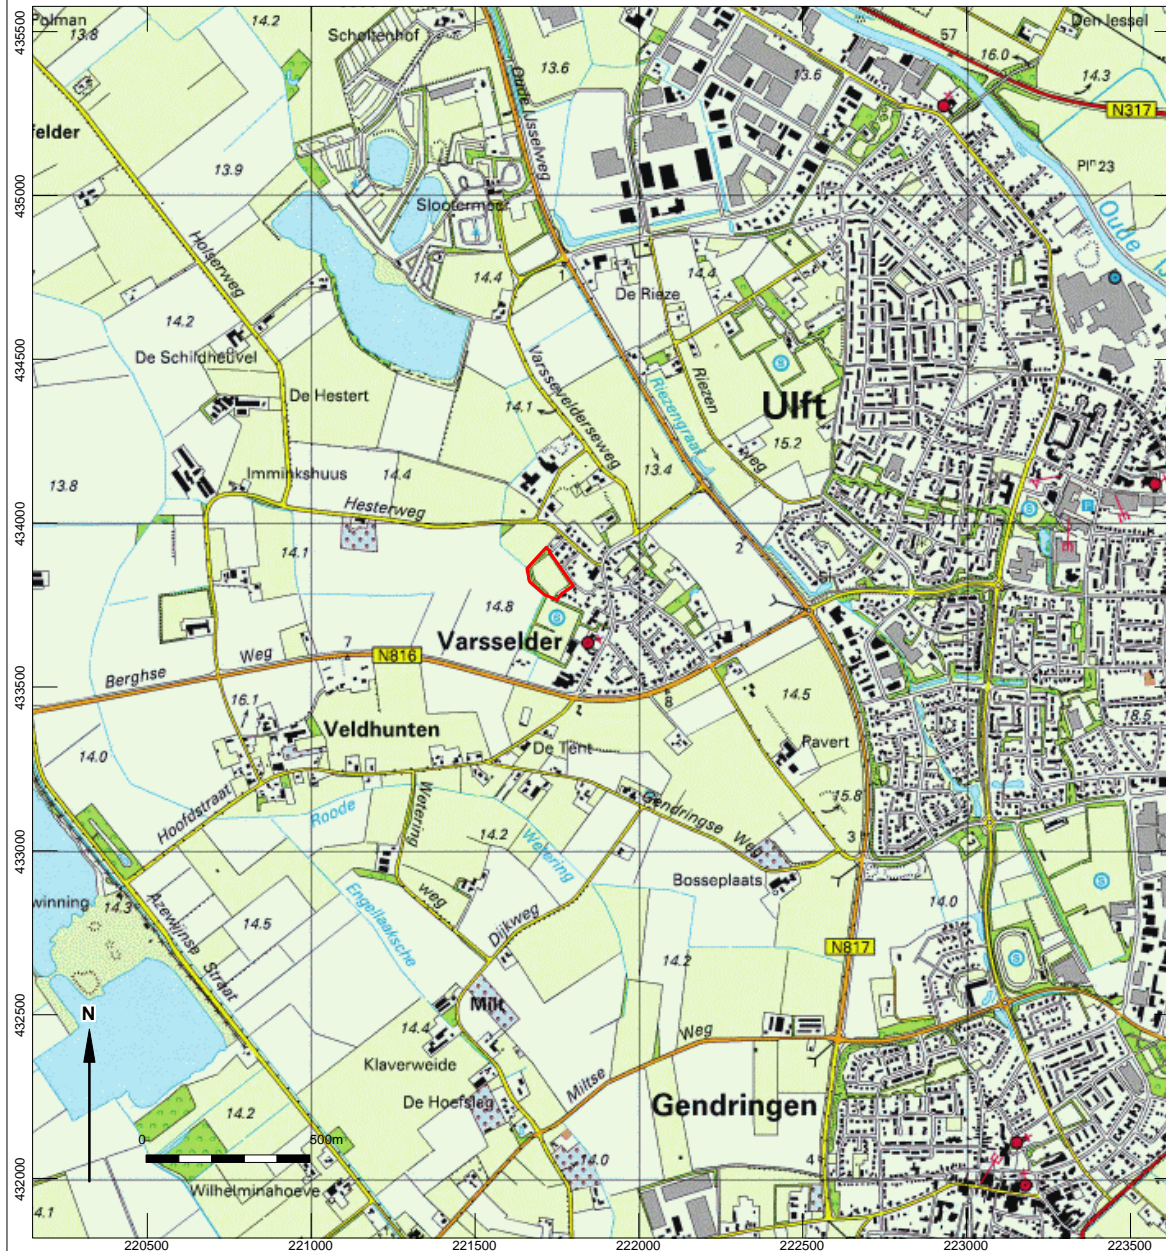 Polman
13.8
14.2
Scholtenhof
13.6
13.6
57
16.0
Den Iessel
14.3
N317
felder
13.9
Oude IJsselweg
Pln 23
Slootermeer
Oude
Holserweg
14.4
14.4
1
De Rieze
14.2
De Schildheuvel
De Hestert
Varssevelderseweg
Riezengraaf
Riezen
weg
Ulft
14.1
15.2
13.4
Imminkshuus
14.4
13.8
Hesterweg
14.1
2
14.8
Varsselder
7
N816
Berghse
Weg
8
14.5
16.1
Veldhunten
De Tent
Pavert
18.5
14.0
Hoofdstraat
Roode
Wetering
Wetering
weg
14.2
Gendringse Weg
15.8
3
Bosseplaats
Engellaaksche
Dijkweg
14.0
winning
14.3
14.5
Azewijnse Straat
N817
14.2
Milt
N
14.4
Klaverweide
Weg
Miltse
De Hoefslag
Gendringen
14.2
0
500m
14.0
4
Wilhelminahoeve
4.1
435500
435000
434500
434000
433500
433000
432500
432000
220500
221000
221500
222000
222500
223000
223500